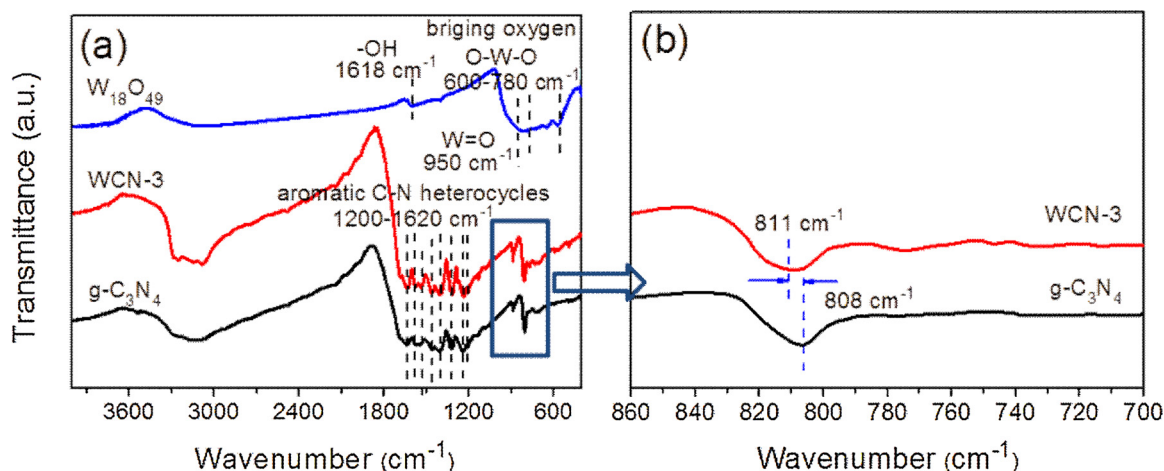 (a)
briging oxygen
-OH
O-W-O
1618 cm⁻¹
600-780 cm⁻¹
W₁₈O₄₉
W=O
950 cm⁻¹
WCN-3
aromatic C-N heterocycles
1200-1620 cm⁻¹
g-C₃N₄
Transmittance (a.u.)
3600 3000 2400 1800 1200 600
Wavenumber (cm⁻¹)
(b)
811 cm⁻¹
WCN-3
808 cm⁻¹
g-C₃N₄
860 840 820 800 780 760 740 720 700
Wavenumber (cm⁻¹)